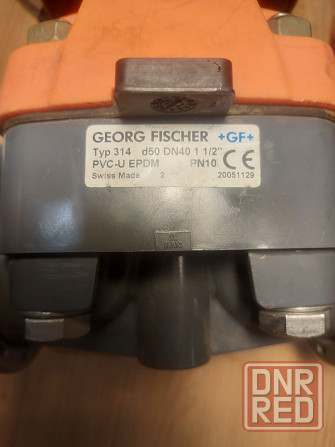 GEORG FISCHER +GF+
Typ 314 d50 DN40 1 1/2"
PVC-U EPDM PN10 CE
Swiss Made 2 20051129
DNR
RED